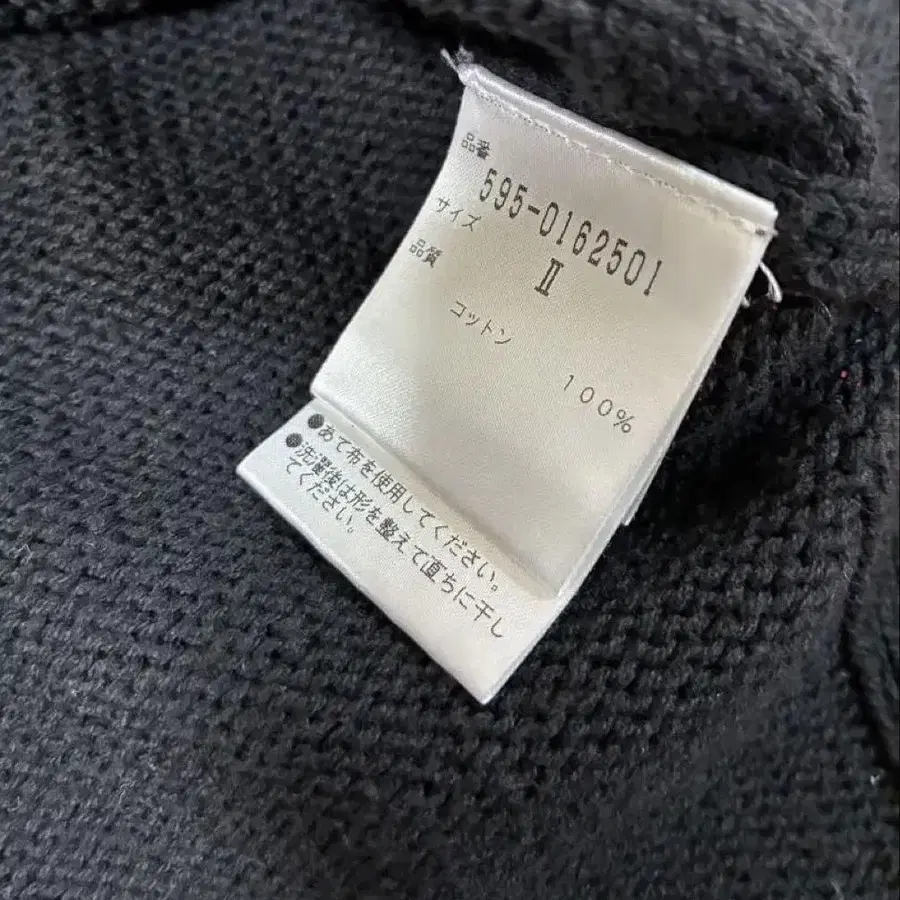 品番
595-0162501
サイズ
Ⅱ
品質
コットン
100%
●あて布を使用してください。
●洗濯後は形を整えて直ちに干し
てください。